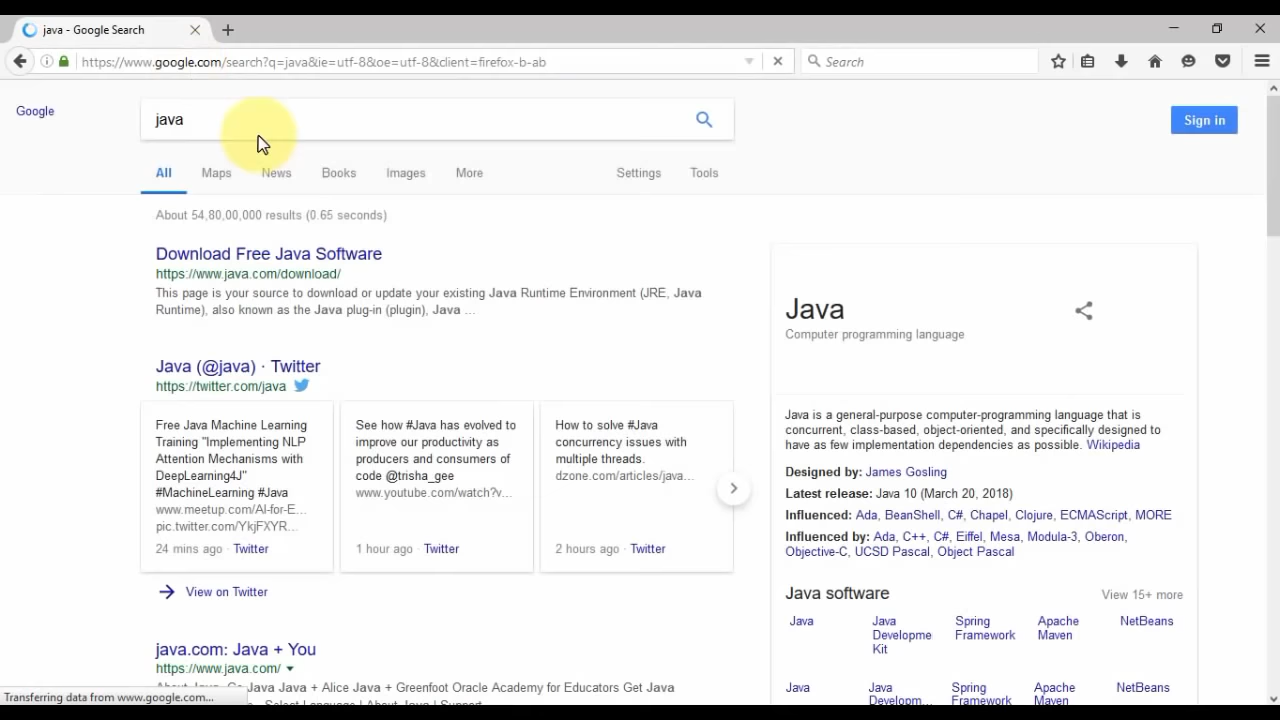 java - Google Search
https://www.google.com/search?q=java&ie=utf-8&oe=utf-8&client=firefox-b-ab
Search
Google
java
Sign in
All Maps News Books Images More Settings Tools
About 54,80,00,000 results (0.65 seconds)
Download Free Java Software
https://www.java.com/download/
This page is your source to download or update your existing Java Runtime Environment (JRE, Java
Runtime), also known as the Java plug-in (plugin), Java ...
Java (@java) · Twitter
https://twitter.com/java
Free Java Machine Learning
Training "Implementing NLP
Attention Mechanisms with
DeepLearning4J"
#MachineLearning #Java
www.meetup.com/AI-for-E...
pic.twitter.com/YkjFXYR...
24 mins ago · Twitter
See how #Java has evolved to
improve our productivity as
producers and consumers of
code @trisha_gee
www.youtube.com/watch?v...
1 hour ago · Twitter
How to solve #Java
concurrency issues with
multiple threads.
dzone.com/articles/java...
2 hours ago · Twitter
View on Twitter
java.com: Java + You
https://www.java.com/
Java Java + Alice Java + Greenfoot Oracle Academy for Educators Get Java
Select Language | About Java | Support
Java
Computer programming language
Java is a general-purpose computer-programming language that is
concurrent, class-based, object-oriented, and specifically designed to
have as few implementation dependencies as possible. Wikipedia
Designed by: James Gosling
Latest release: Java 10 (March 20, 2018)
Influenced: Ada, BeanShell, C#, Chapel, Clojure, ECMAScript, MORE
Influenced by: Ada, C++, C#, Eiffel, Mesa, Modula-3, Oberon,
Objective-C, UCSD Pascal, Object Pascal
Java software View 15+ more
Java Java Spring Apache NetBeans
Developme Framework Maven
Kit
Java Java Spring Apache NetBeans
Developm... Framework Maven
Transferring data from www.google.com...